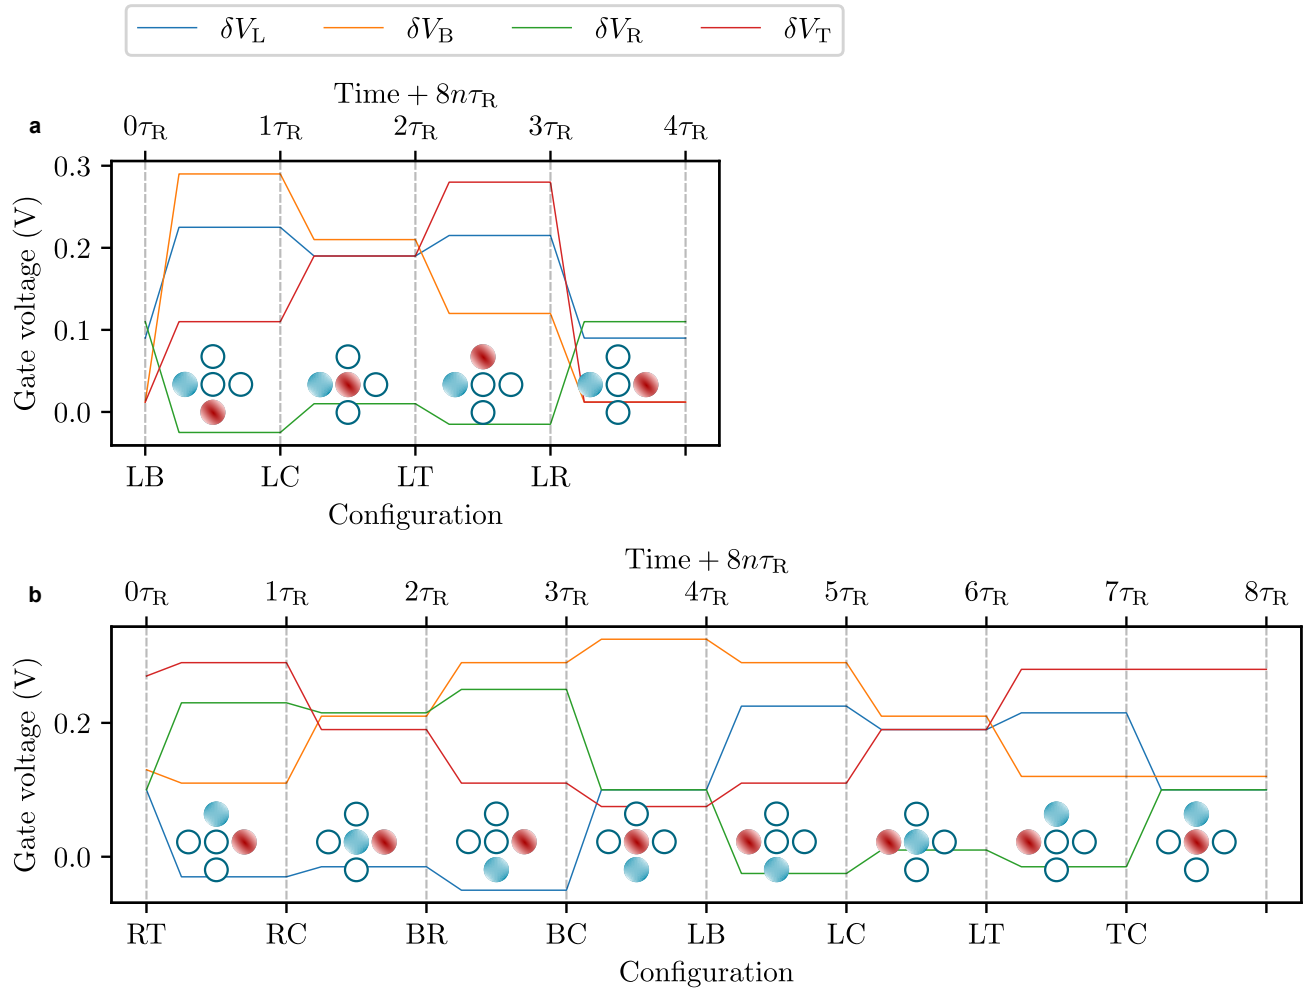 δV_L δV_B δV_R δV_T
Time + 8nτ_R
a
0τ_R 1τ_R 2τ_R 3τ_R 4τ_R
0.3
0.2
0.1
0.0
Gate voltage (V)
LB LC LT LR
Configuration
Time + 8nτ_R
b
0τ_R 1τ_R 2τ_R 3τ_R 4τ_R 5τ_R 6τ_R 7τ_R 8τ_R
0.2
0.0
Gate voltage (V)
RT RC BR BC LB LC LT TC
Configuration